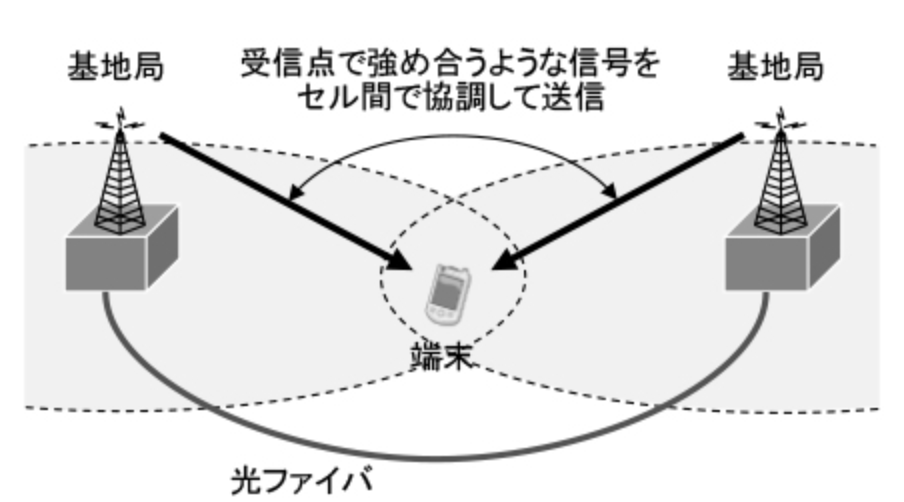 基地局
受信点で強め合うような信号を
セル間で協調して送信
基地局
端末
光ファイバ